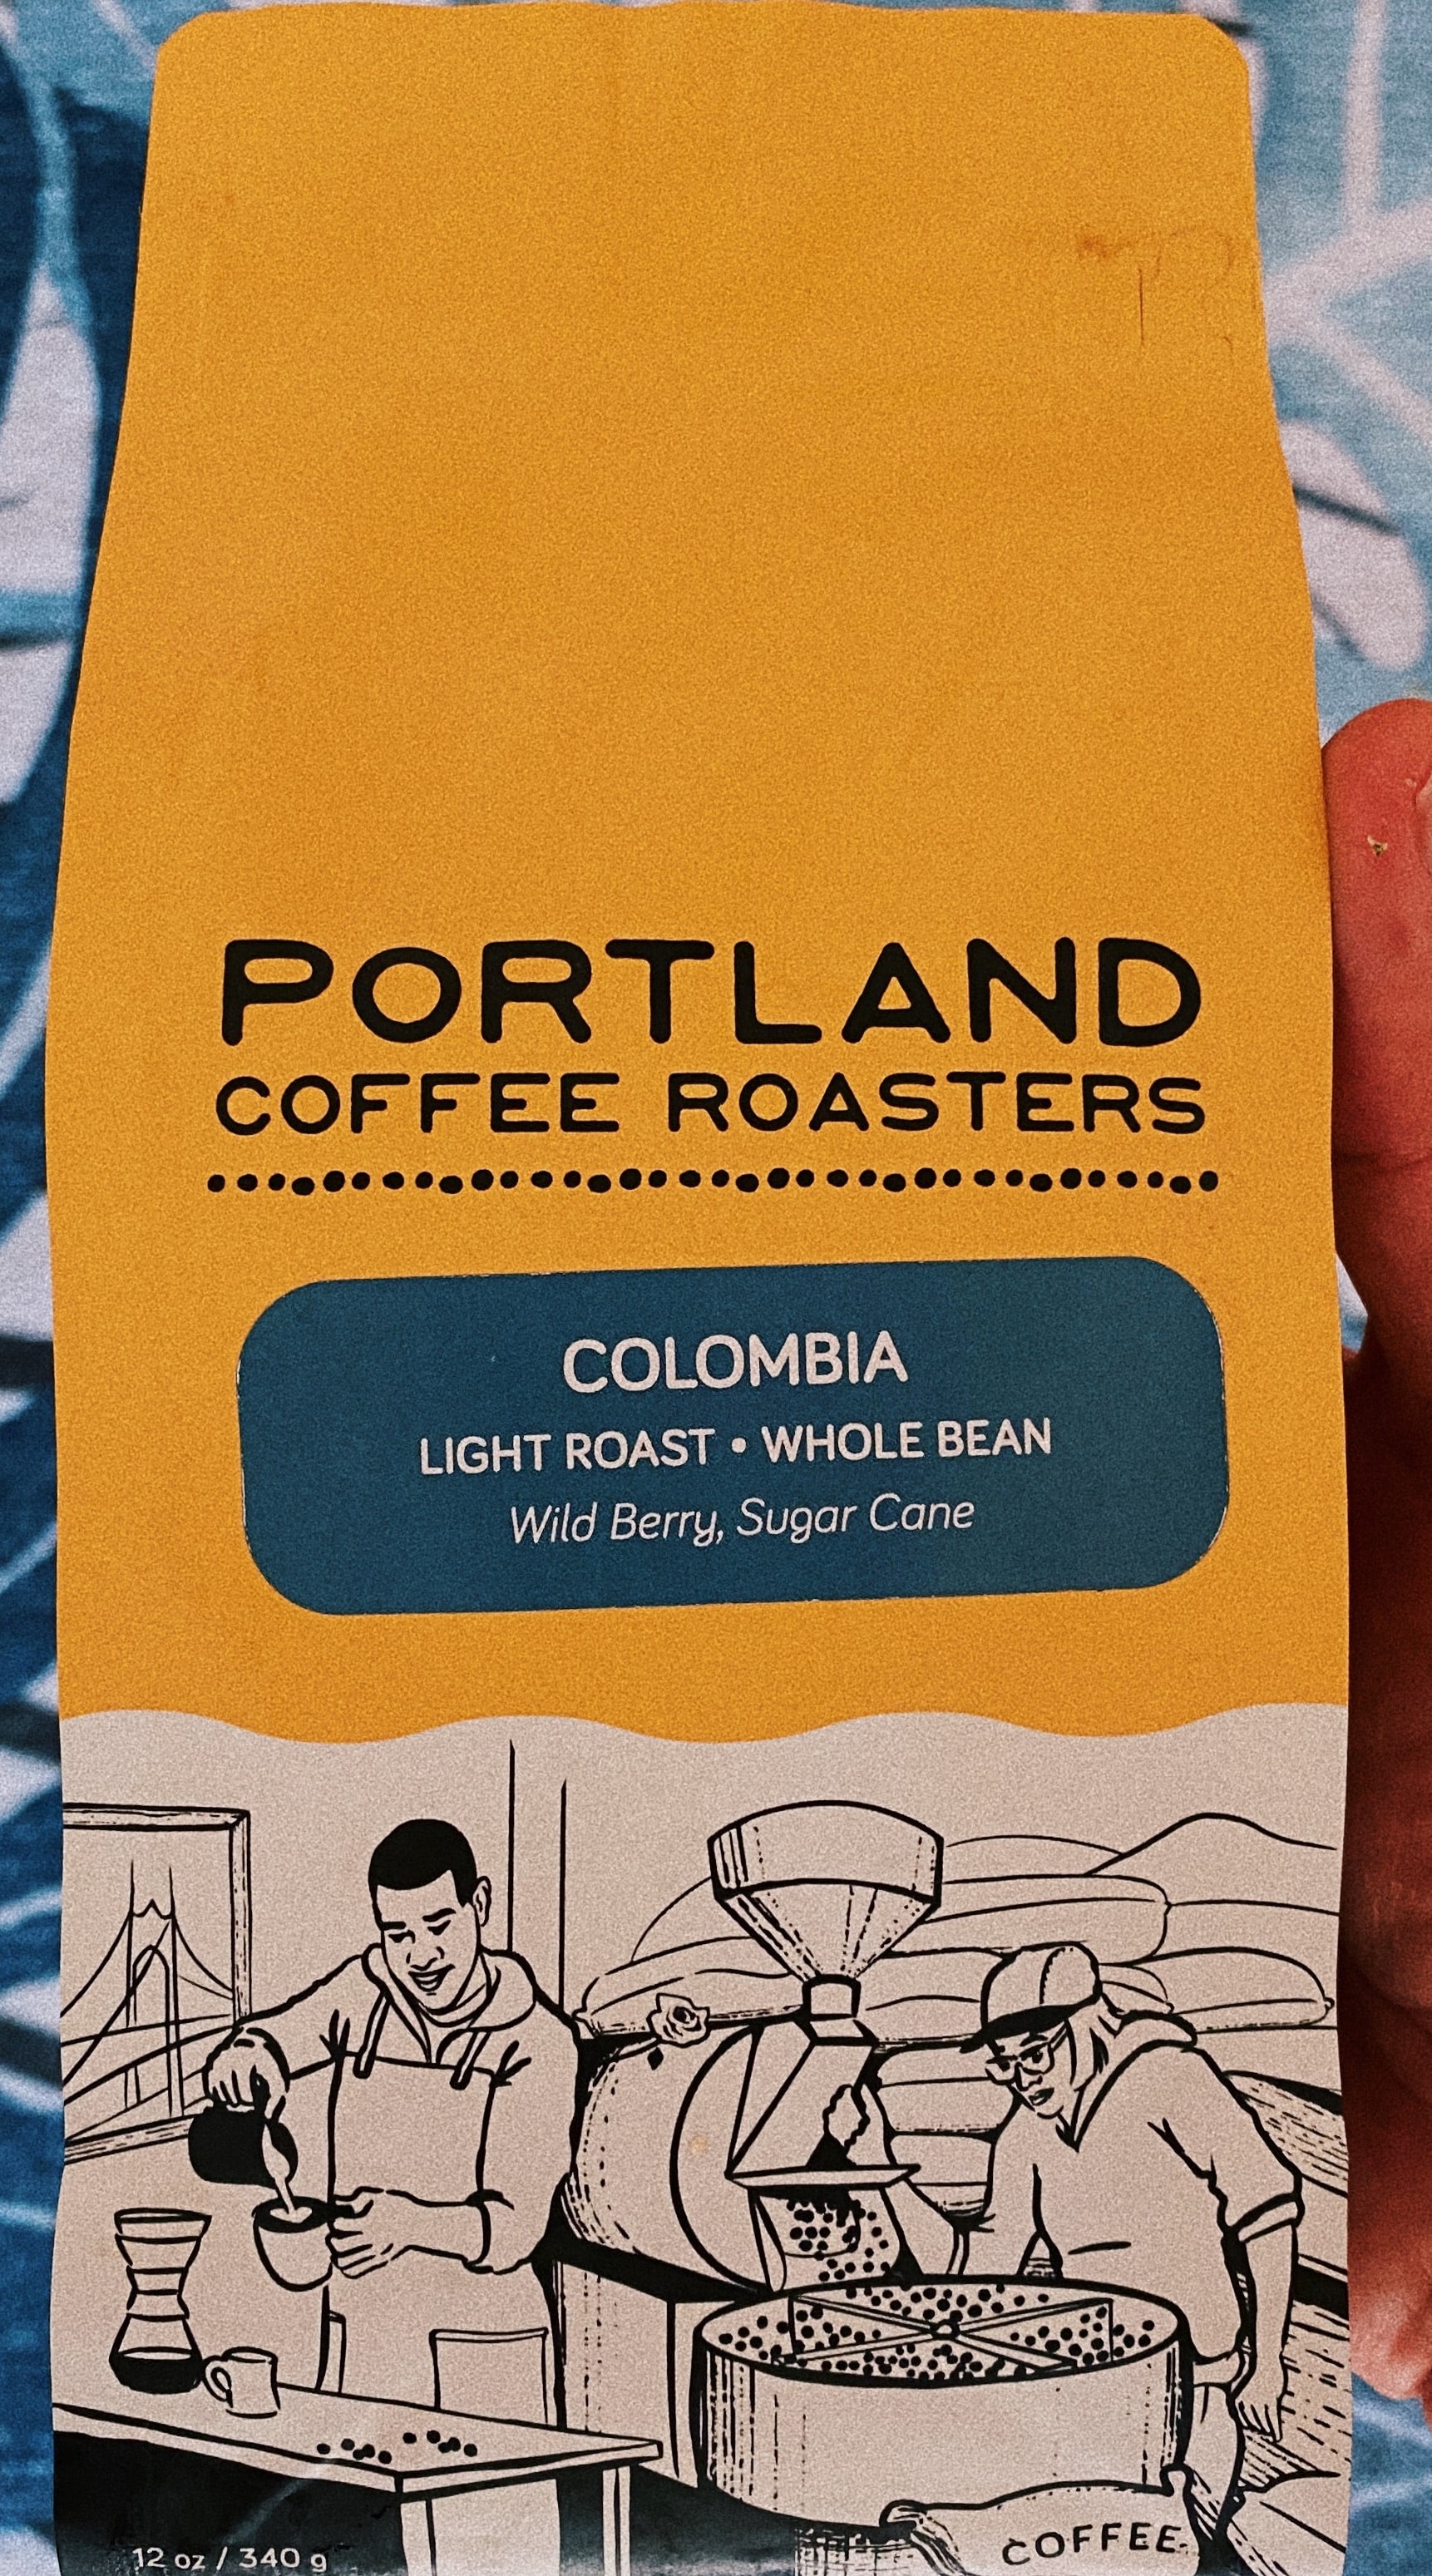 PORTLAND
COFFEE ROASTERS
COLOMBIA
LIGHT ROAST • WHOLE BEAN
Wild Berry, Sugar Cane
COFFEE
12 oz / 340 g